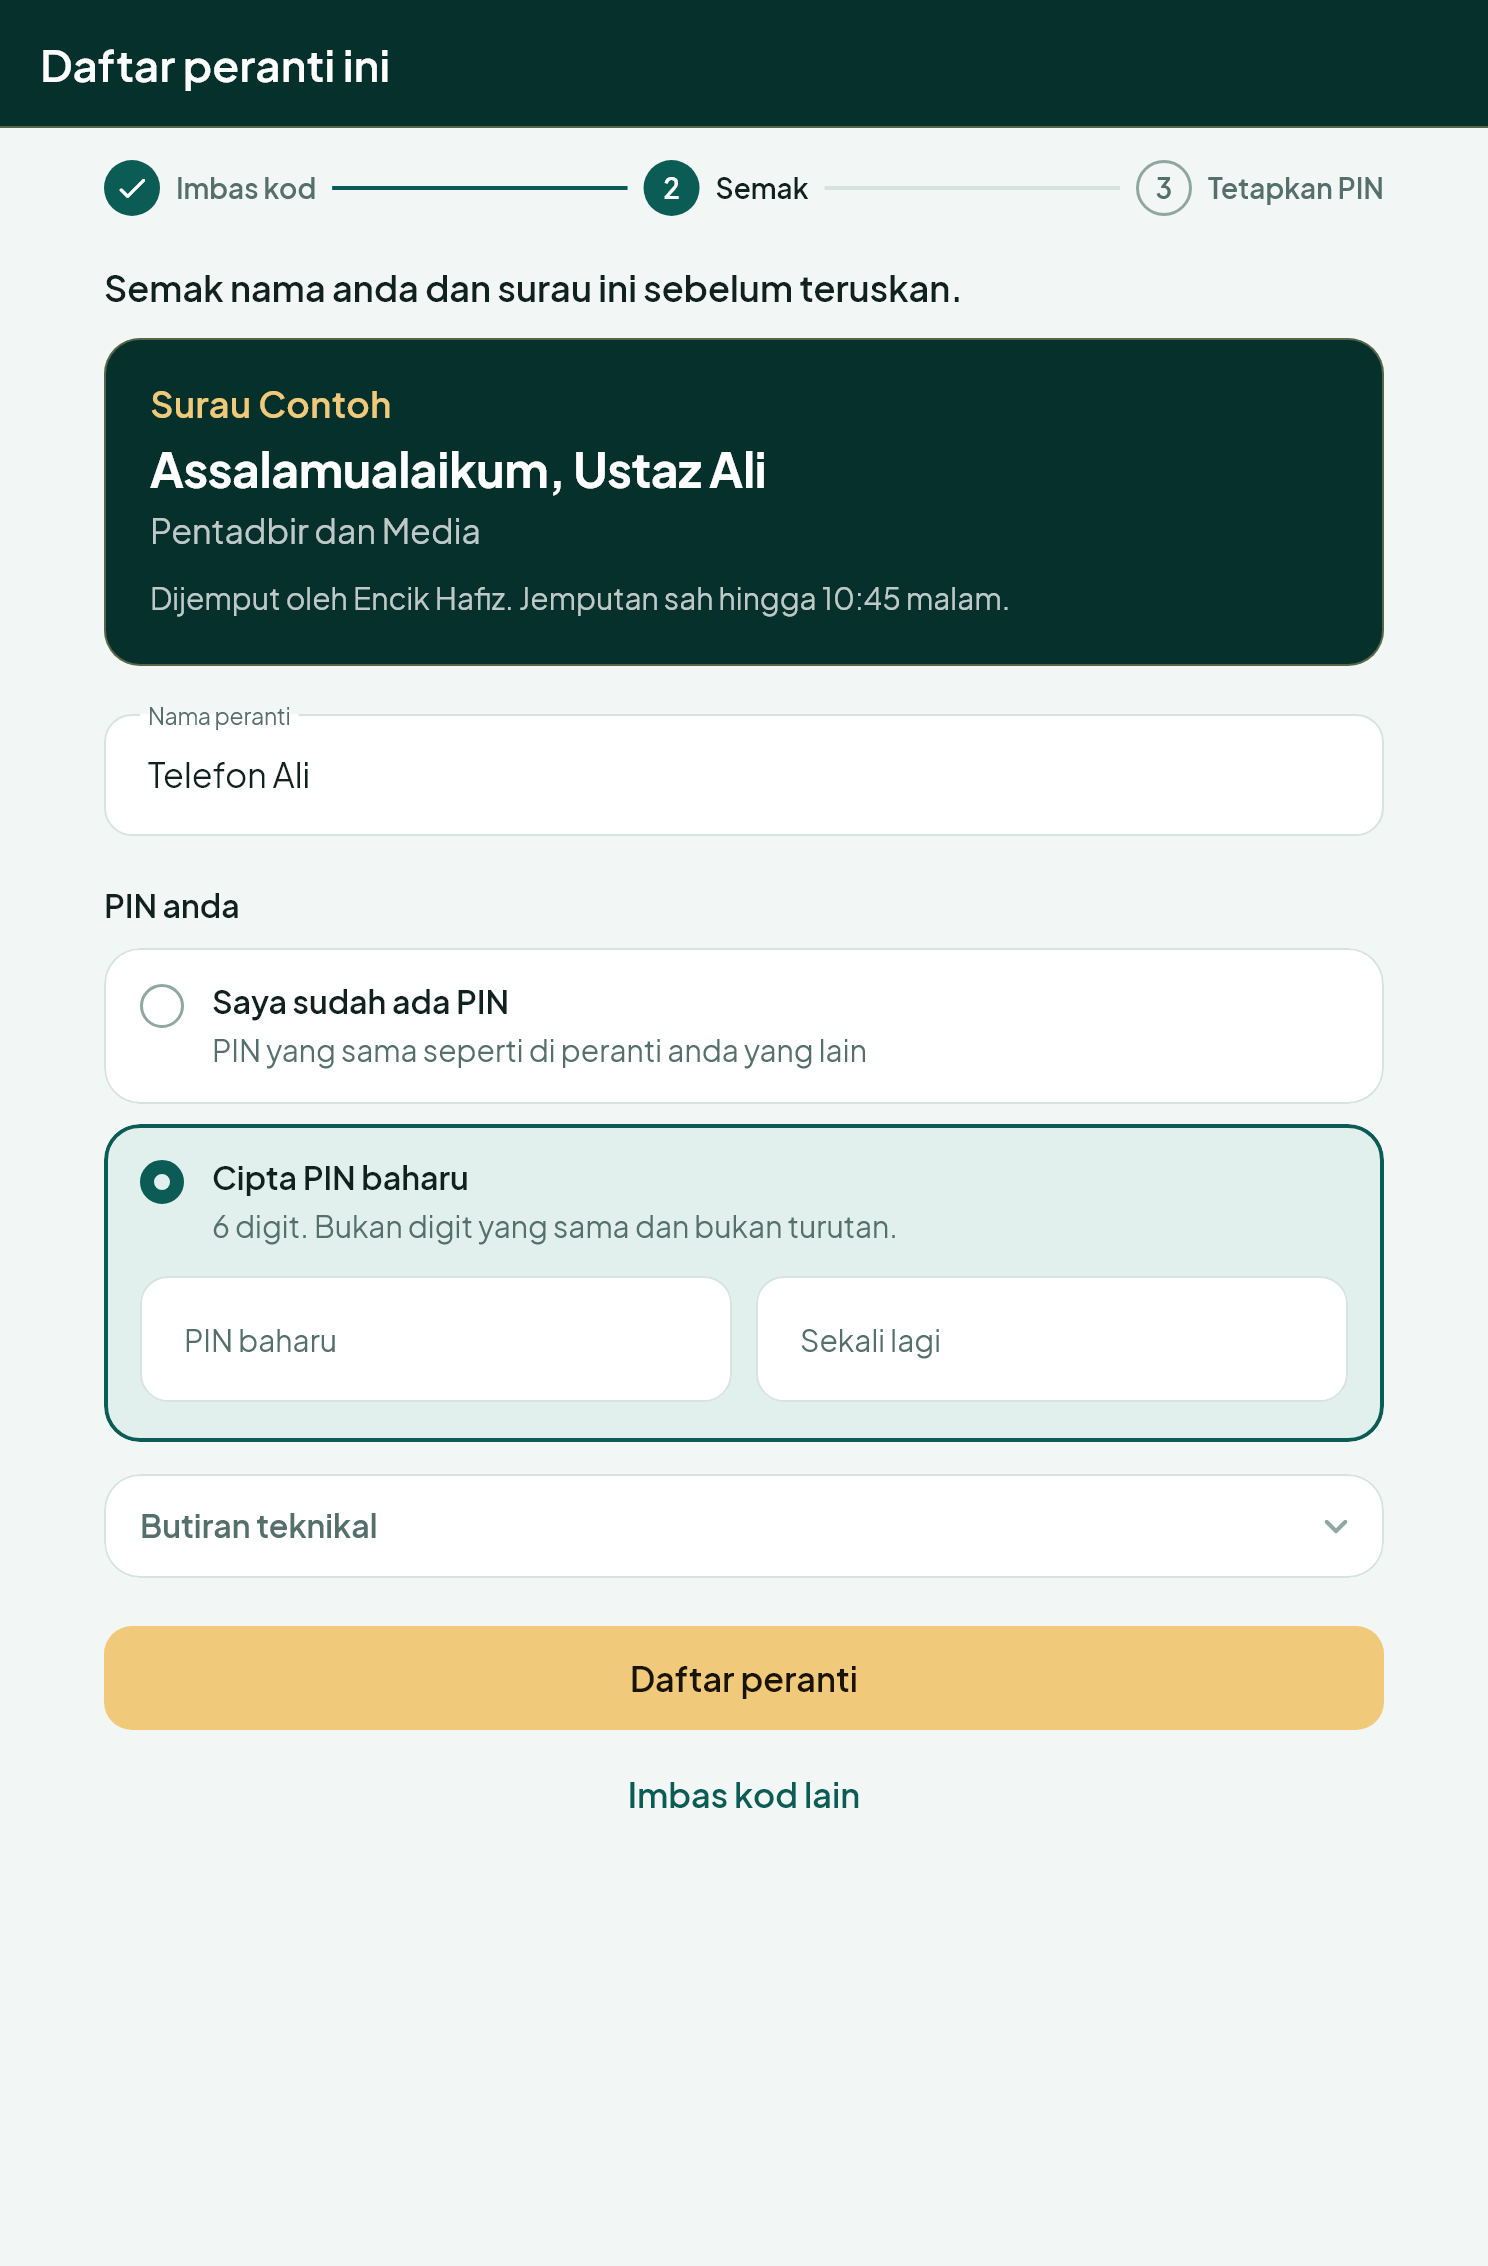 Daftar peranti ini
Imbas kod
2 Semak
3 Tetapkan PIN
Semak nama anda dan surau ini sebelum teruskan.
Surau Contoh
Assalamualaikum, Ustaz Ali
Pentadbir dan Media
Dijemput oleh Encik Hafiz. Jemputan sah hingga 10:45 malam.
Nama peranti
Telefon Ali
PIN anda
Saya sudah ada PIN
PIN yang sama seperti di peranti anda yang lain
Cipta PIN baharu
6 digit. Bukan digit yang sama dan bukan turutan.
PIN baharu
Sekali lagi
Butiran teknikal
Daftar peranti
Imbas kod lain